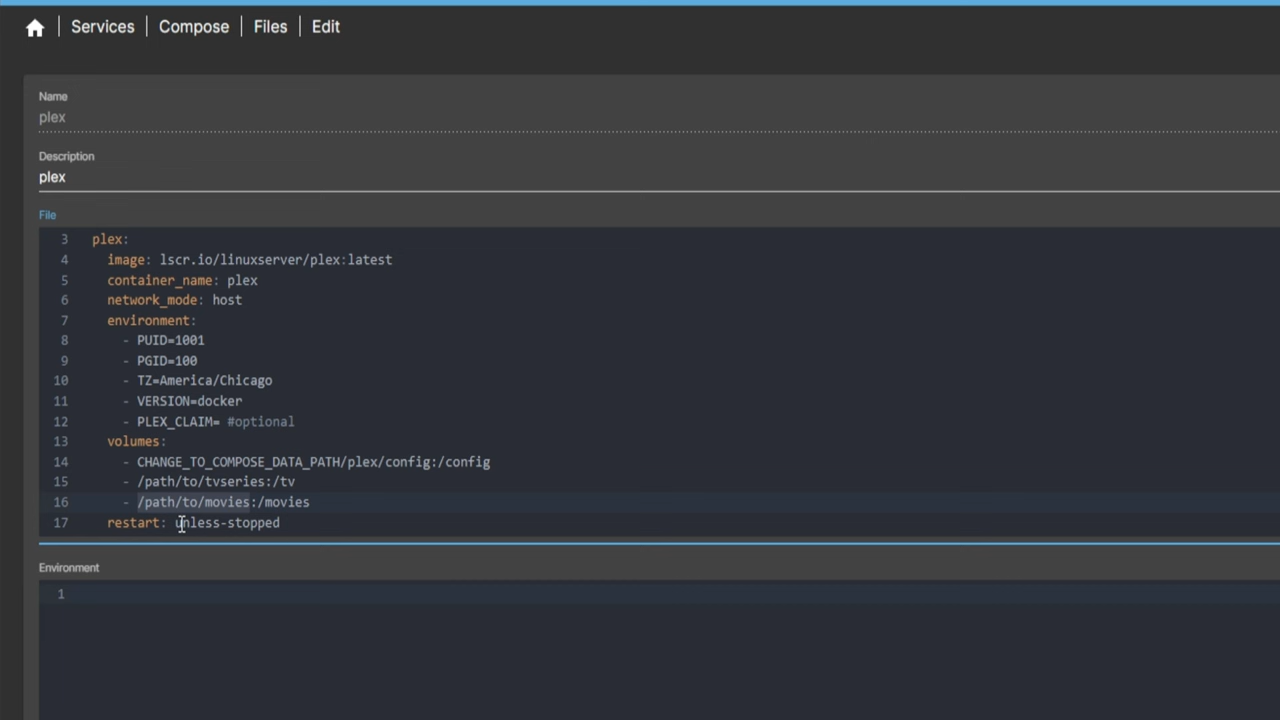 Services Compose Files Edit
Name
plex
Description
plex
File
3 plex:
4 image: lscr.io/linuxserver/plex:latest
5 container_name: plex
6 network_mode: host
7 environment:
8 - PUID=1001
9 - PGID=100
10 - TZ=America/Chicago
11 - VERSION=docker
12 - PLEX_CLAIM= #optional
13 volumes:
14 - CHANGE_TO_COMPOSE_DATA_PATH/plex/config:/config
15 - /path/to/tvseries:/tv
16 - /path/to/movies:/movies
17 restart: unless-stopped
Environment
1